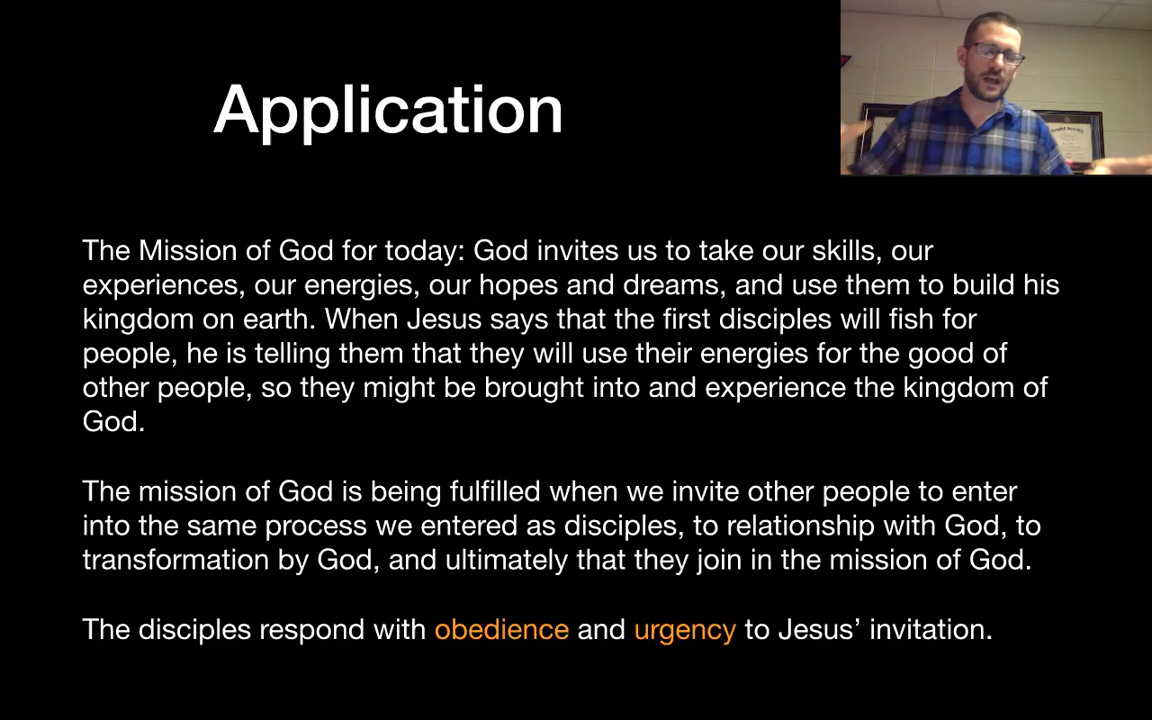 Application
The Mission of God for today: God invites us to take our skills, our
experiences, our energies, our hopes and dreams, and use them to build his
kingdom on earth. When Jesus says that the first disciples will fish for
people, he is telling them that they will use their energies for the good of
other people, so they might be brought into and experience the kingdom of
God.
The mission of God is being fulfilled when we invite other people to enter
into the same process we entered as disciples, to relationship with God, to
transformation by God, and ultimately that they join in the mission of God.
The disciples respond with obedience and urgency to Jesus’ invitation.